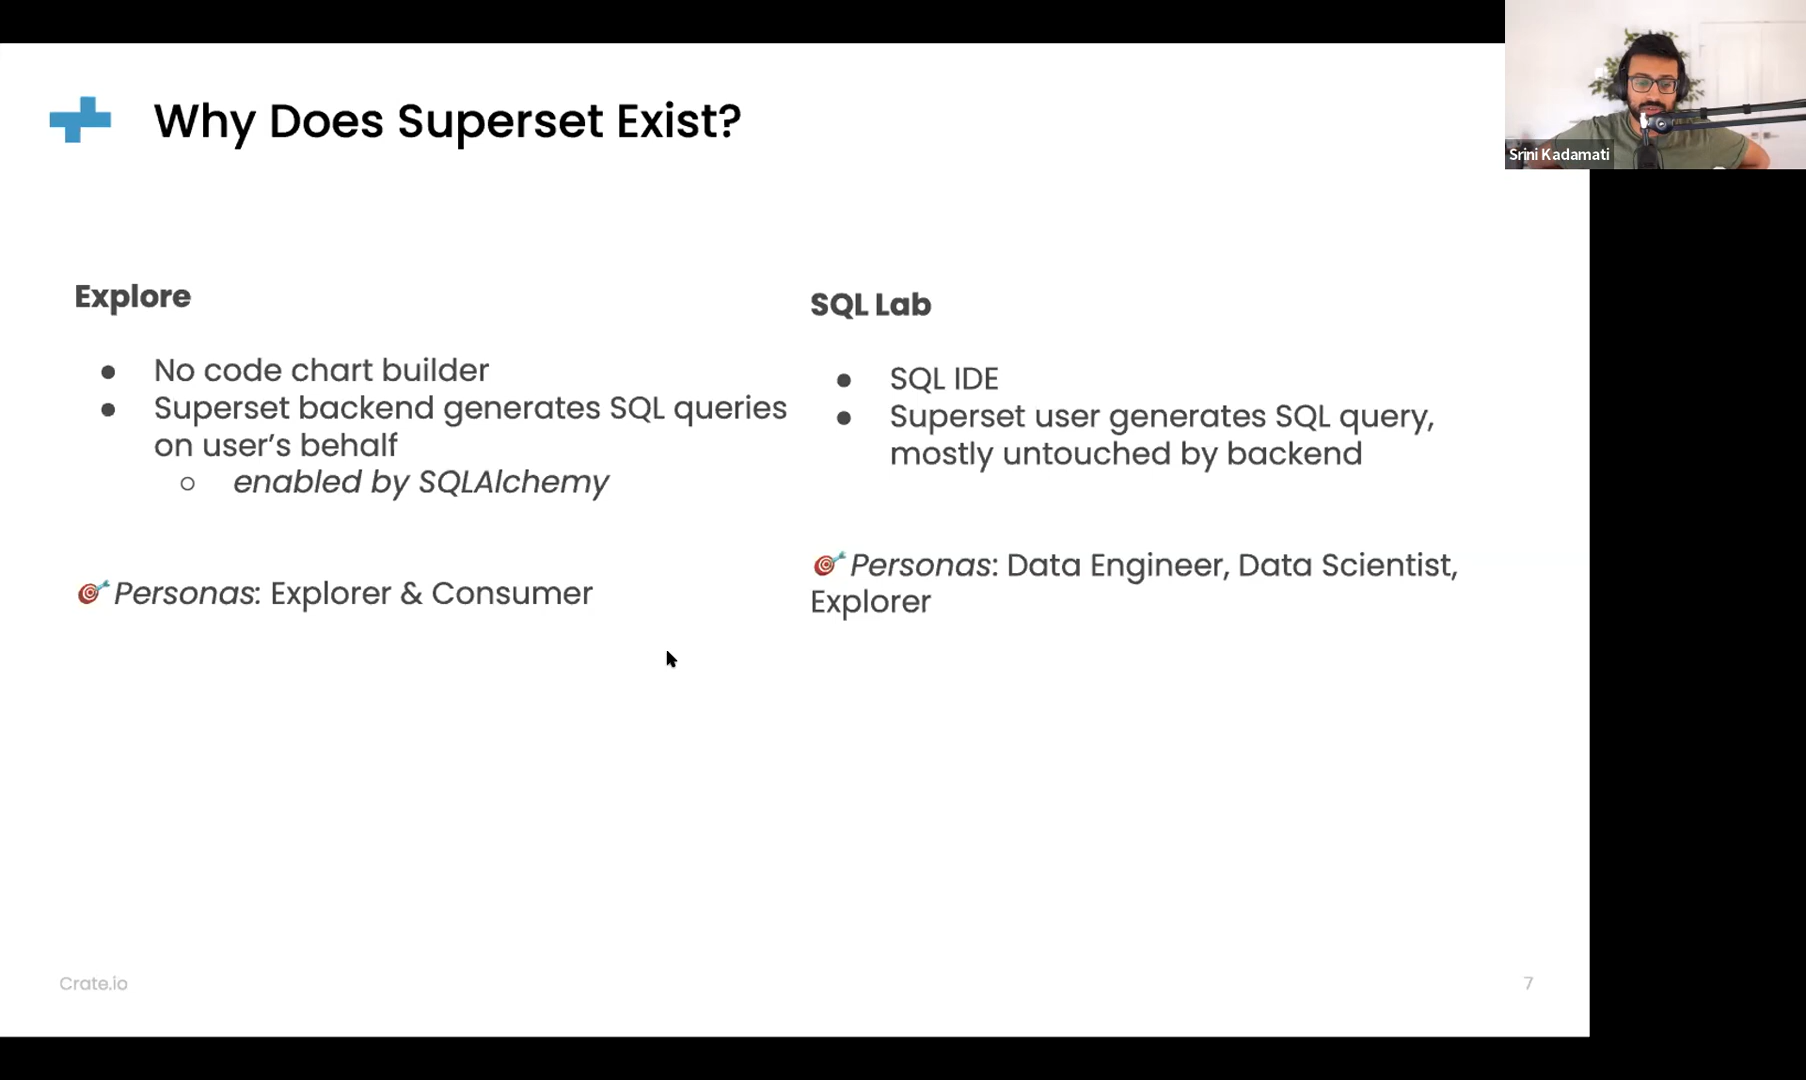 Why Does Superset Exist?
Srini Kadamati
Explore
● No code chart builder
● Superset backend generates SQL queries
on user’s behalf
○ enabled by SQLAlchemy
🎯 Personas: Explorer & Consumer
SQL Lab
● SQL IDE
● Superset user generates SQL query,
mostly untouched by backend
🎯 Personas: Data Engineer, Data Scientist,
Explorer
Crate.io
7